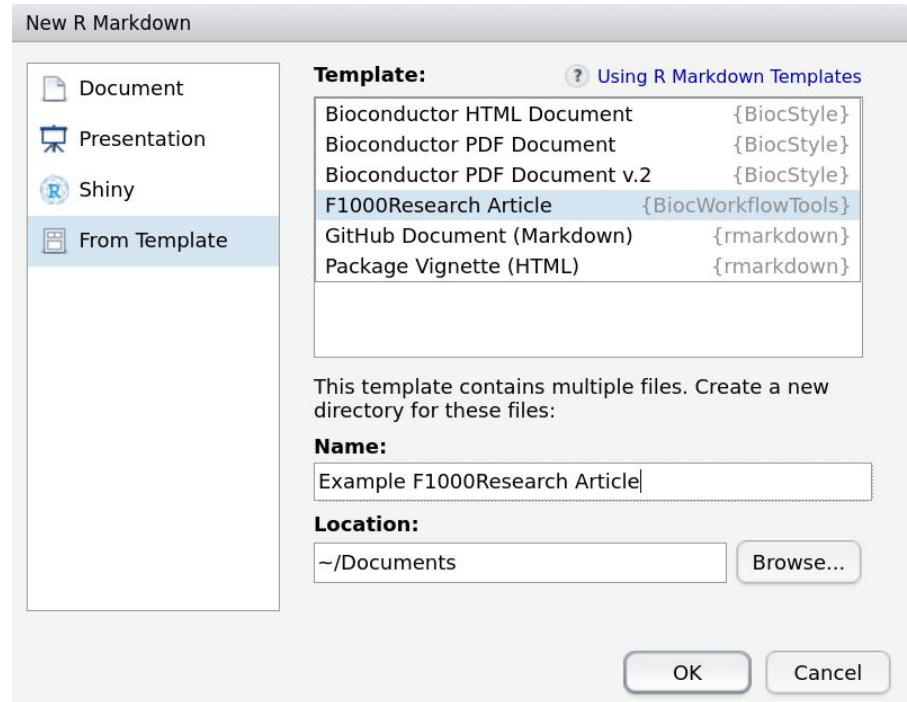 New R Markdown
Document
Presentation
Shiny
From Template
Template:
? Using R Markdown Templates
Bioconductor HTML Document {BiocStyle}
Bioconductor PDF Document {BiocStyle}
Bioconductor PDF Document v.2 {BiocStyle}
F1000Research Article {BiocWorkflowTools}
GitHub Document (Markdown) {rmarkdown}
Package Vignette (HTML) {rmarkdown}
This template contains multiple files. Create a new
directory for these files:
Name:
Example F1000Research Article
Location:
~/Documents
Browse...
OK
Cancel